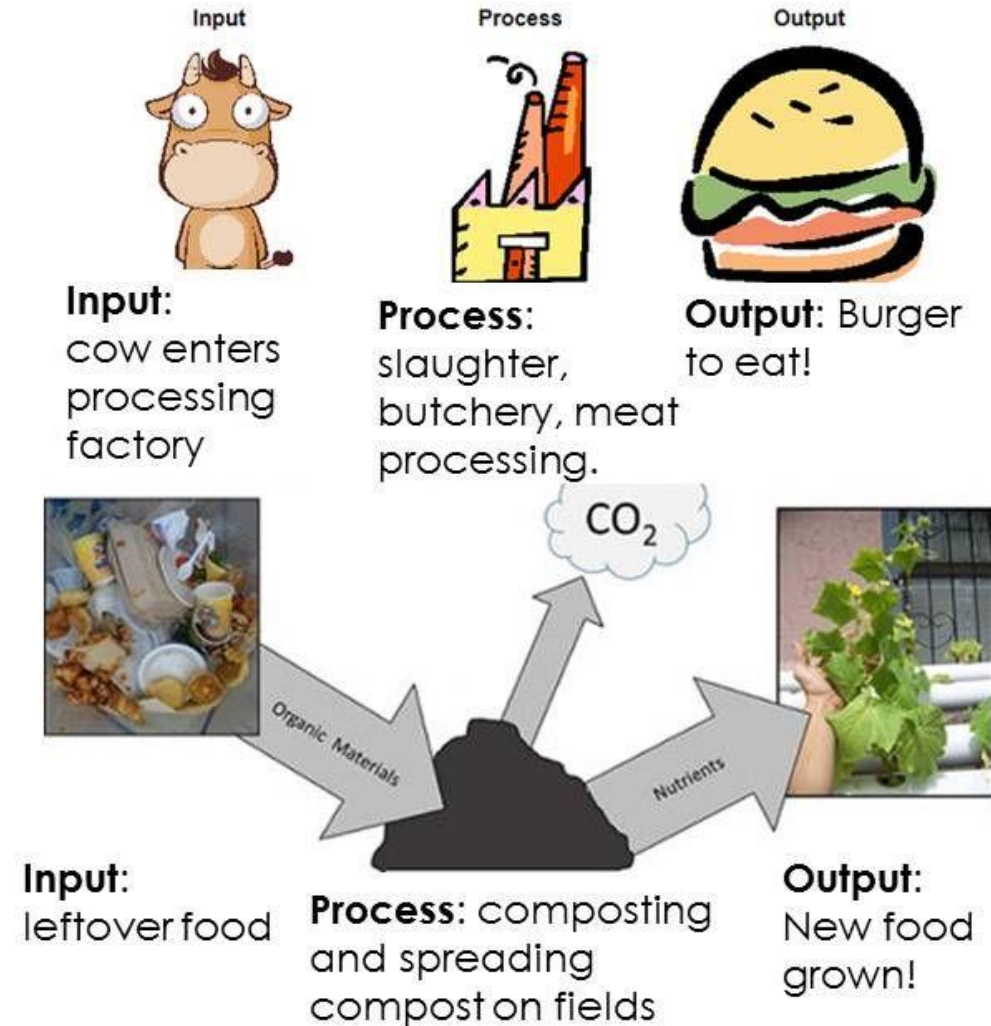 Input
Process
Output
Input:
cow enters
processing
factory
Process:
slaughter,
butchery, meat
processing.
Output: Burger
to eat!
CO₂
Organic Materials
Nutrients
Input:
leftover food
Process: composting
and spreading
compost on fields
Output:
New food
grown!